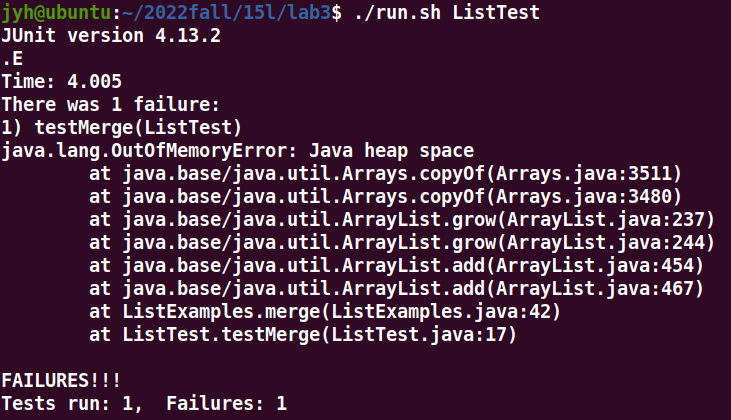 jyh@ubuntu:~/2022fall/15l/lab3$ ./run.sh ListTest
JUnit version 4.13.2
.E
Time: 4.005
There was 1 failure:
1) testMerge(ListTest)
java.lang.OutOfMemoryError: Java heap space
        at java.base/java.util.Arrays.copyOf(Arrays.java:3511)
        at java.base/java.util.Arrays.copyOf(Arrays.java:3480)
        at java.base/java.util.ArrayList.grow(ArrayList.java:237)
        at java.base/java.util.ArrayList.grow(ArrayList.java:244)
        at java.base/java.util.ArrayList.add(ArrayList.java:454)
        at java.base/java.util.ArrayList.add(ArrayList.java:467)
        at ListExamples.merge(ListExamples.java:42)
        at ListTest.testMerge(ListTest.java:17)

FAILURES!!!
Tests run: 1,  Failures: 1